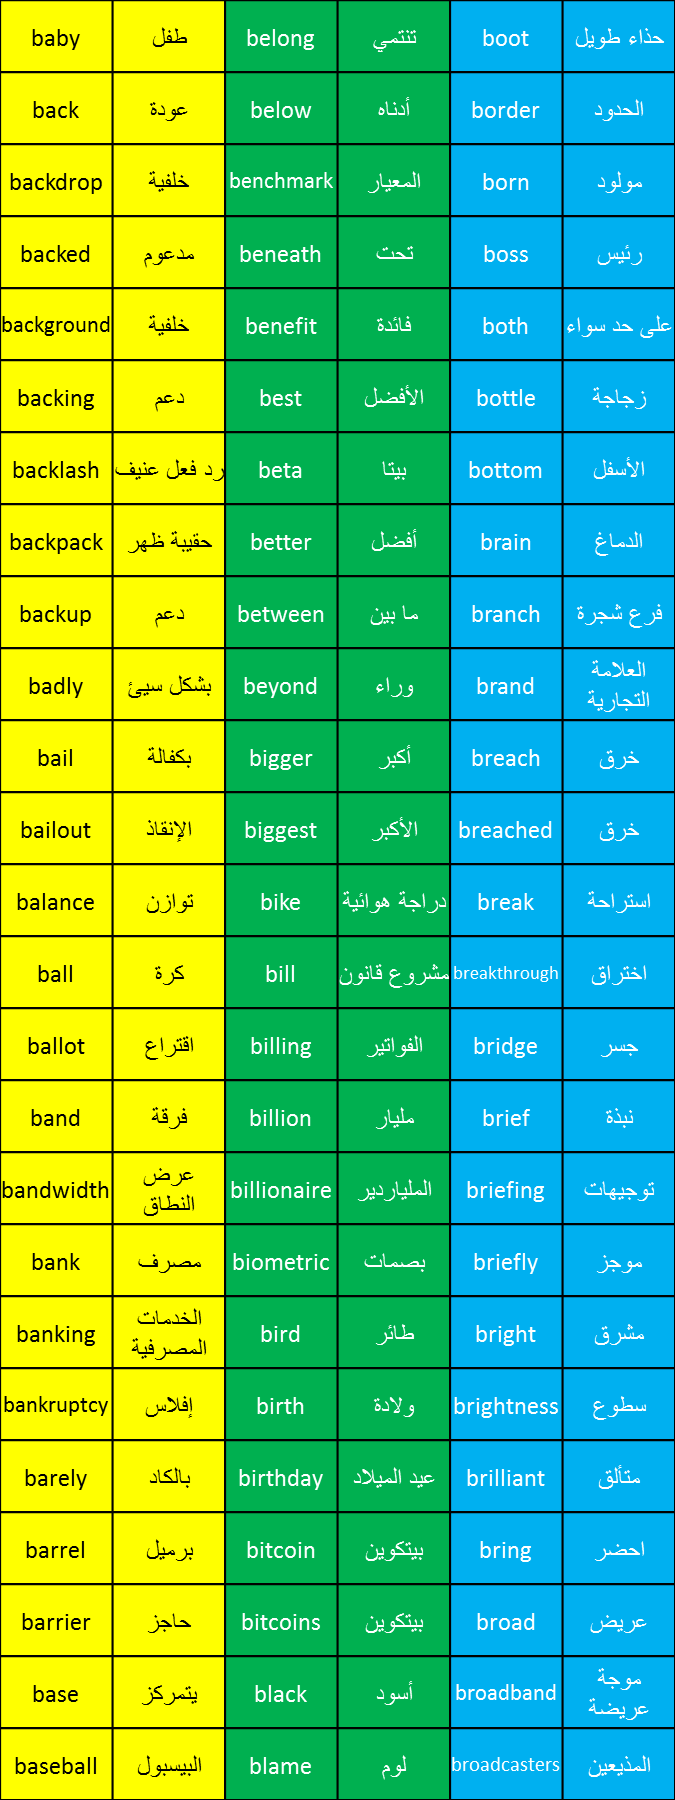 baby طفل belong تنتمي boot حذاء طويل
back عودة below أدناه border الحدود
backdrop خلفية benchmark المعيار born مولود
backed مدعوم beneath تحت boss رئيس
background خلفية benefit فائدة both على حد سواء
backing دعم best الأفضل bottle زجاجة
backlash رد فعل عنيف beta بيتا bottom الأسفل
backpack حقيبة ظهر better أفضل brain الدماغ
backup دعم between ما بين branch فرع شجرة
badly بشكل سيئ beyond وراء brand العلامة التجارية
bail بكفالة bigger أكبر breach خرق
bailout الإنقاذ biggest الأكبر breached خرق
balance توازن bike دراجة هوائية break استراحة
ball كرة bill مشروع قانون breakthrough اختراق
ballot اقتراع billing الفواتير bridge جسر
band فرقة billion مليار brief نبذة
bandwidth عرض النطاق billionaire الملياردير briefing توجيهات
bank مصرف biometric بصمات briefly موجز
banking الخدمات المصرفية bird طائر bright مشرق
bankruptcy إفلاس birth ولادة brightness سطوع
barely بالكاد birthday عيد الميلاد brilliant متألق
barrel برميل bitcoin بيتكوين bring احضر
barrier حاجز bitcoins بيتكوين broad عريض
base يتمركز black أسود broadband موجة عريضة
baseball البيسبول blame لوم broadcasters المذيعين